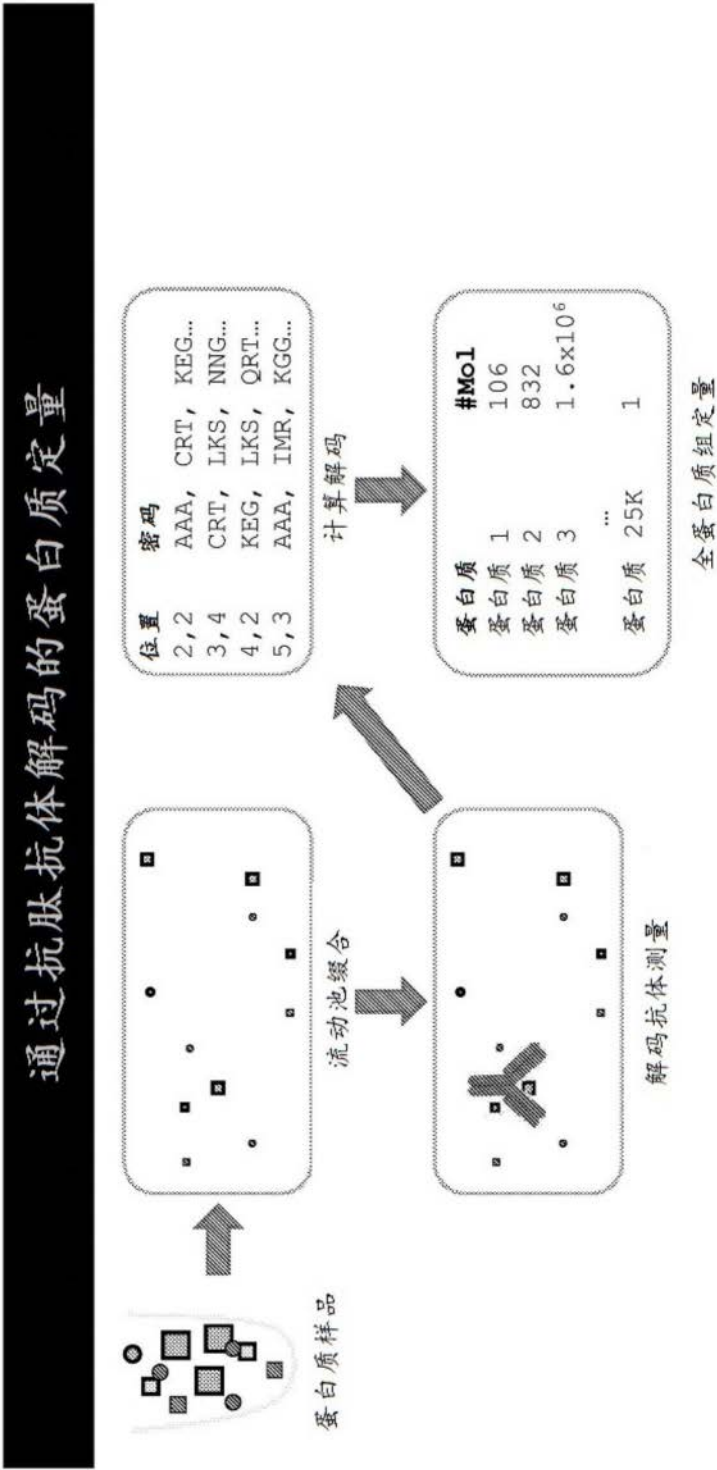 通过抗肽抗体解码的蛋白质定量
蛋白质样品
流动池缀合
解码抗体测量
位置 密码
2,2 AAA, CRT, KEG…
3,4 CRT, LKS, NNG…
4,2 KEG, LKS, QRT…
5,3 AAA, IMR, KGG…
计算解码
蛋白质 #Mol
蛋白质 1 106
蛋白质 2 832
蛋白质 3 1.6x10⁶
…
蛋白质 25K 1
全蛋白质组定量